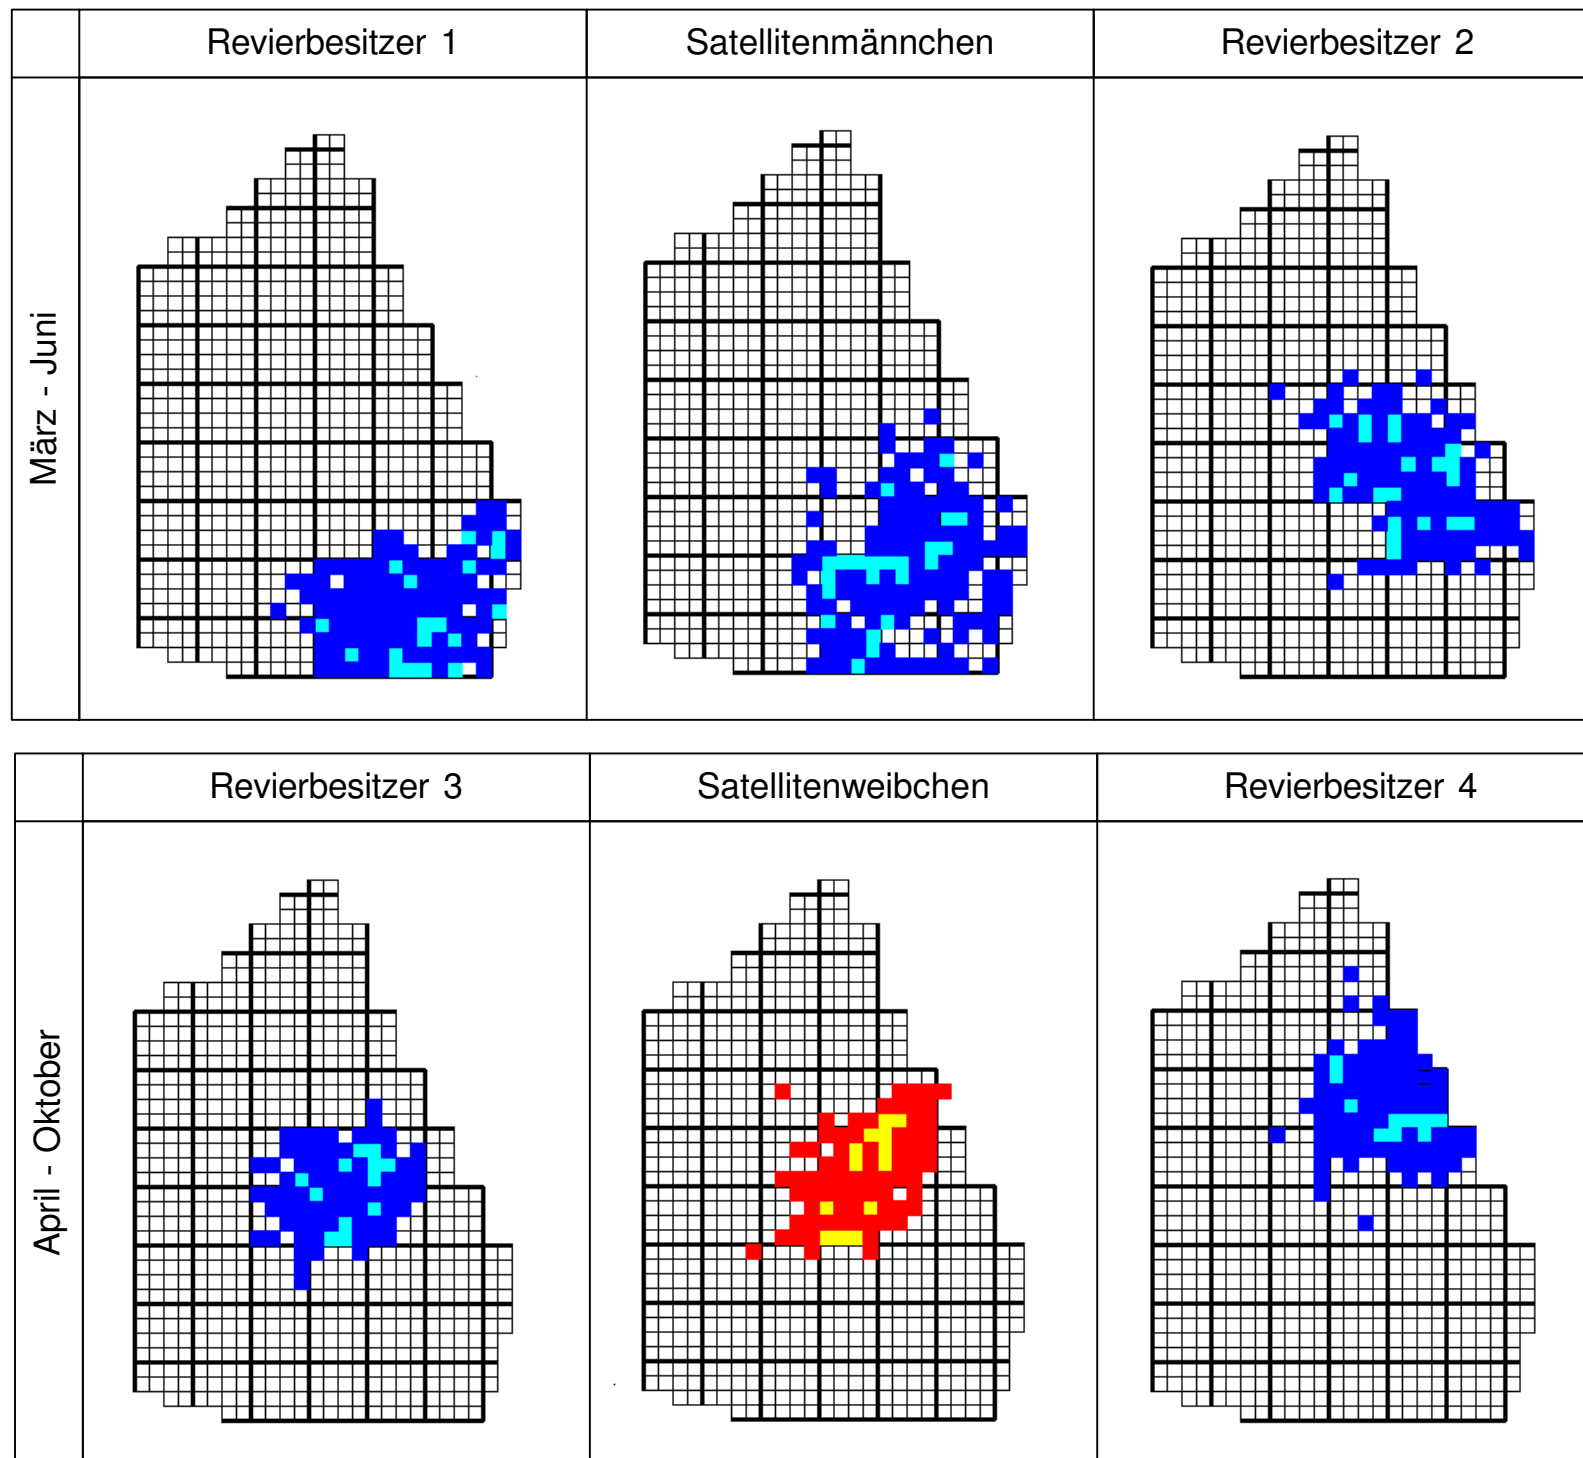 Revierbesitzer 1
Satellitenmännchen
Revierbesitzer 2
März - Juni
Revierbesitzer 3
Satellitenweibchen
Revierbesitzer 4
April - Oktober